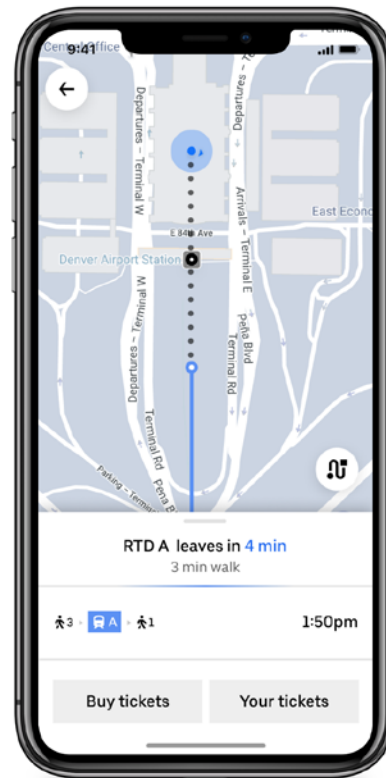 Central Office
9:41
Departures – Terminal W
Departures
E 84th Ave
Arrivals – Terminal E
East Econo
Denver Airport Station
Departures – Terminal W
Terminal Rd
Peña Blvd
Terminal Rd
Parking – Terminal
Peña B
RTD A leaves in 4 min
3 min walk
3 A 1 1:50pm
Buy tickets Your tickets